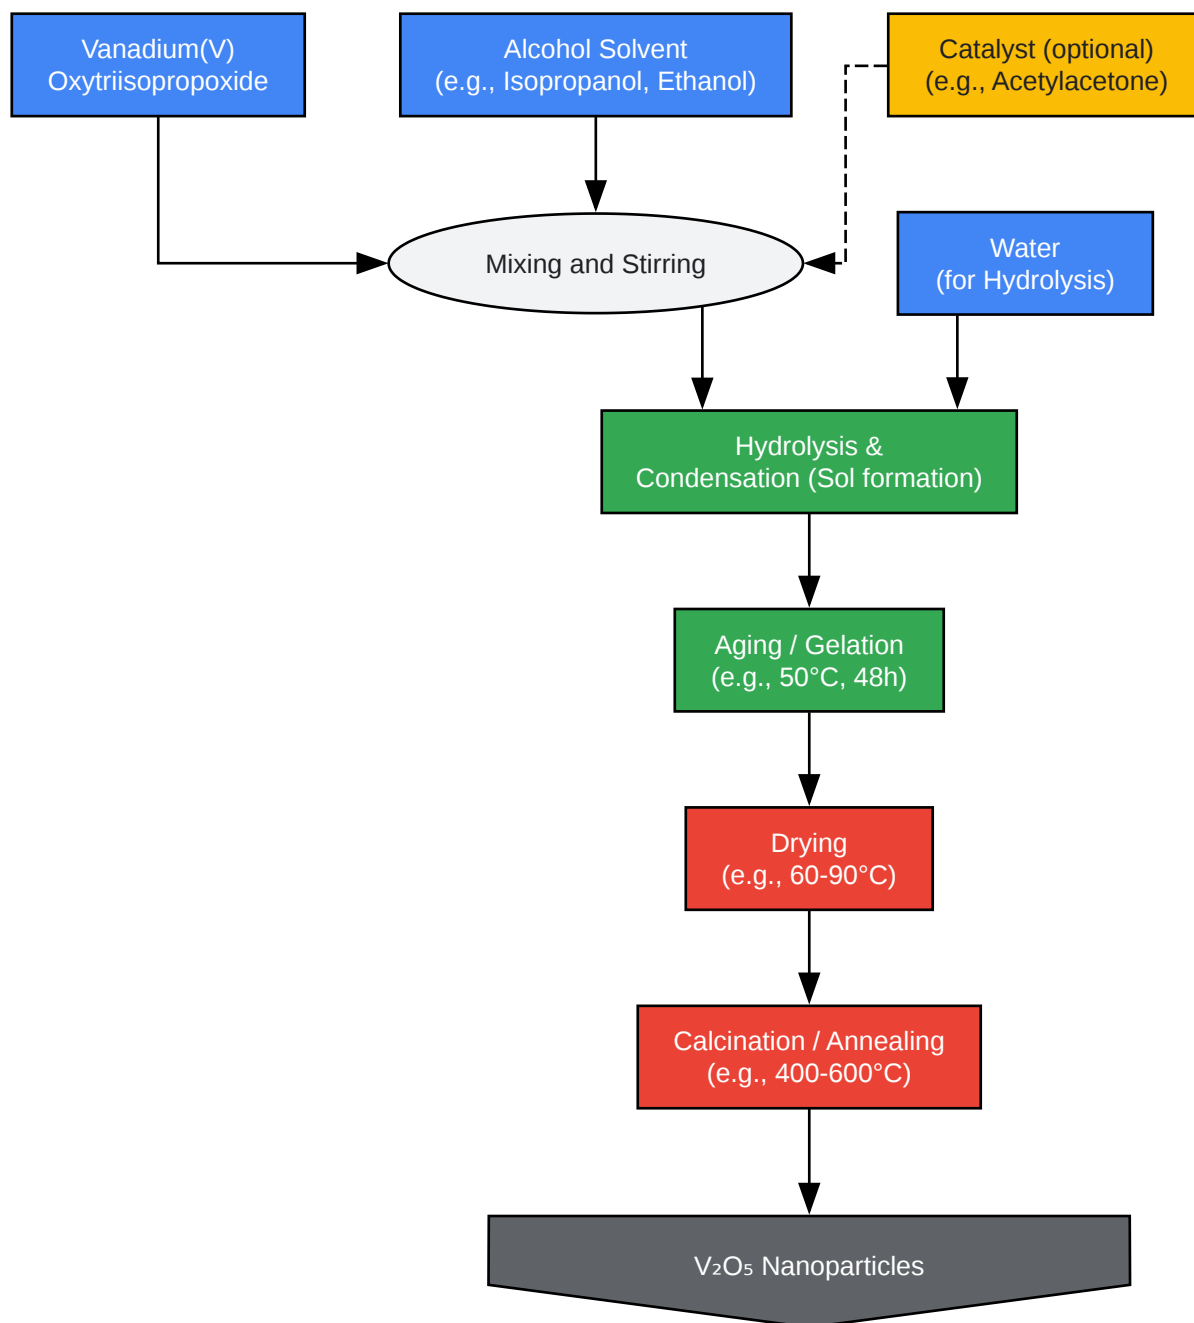 Vanadium(V)
Oxytriisopropoxide
Alcohol Solvent
(e.g., Isopropanol, Ethanol)
Catalyst (optional)
(e.g., Acetylacetone)
Mixing and Stirring
Water
(for Hydrolysis)
Hydrolysis &
Condensation (Sol formation)
Aging / Gelation
(e.g., 50°C, 48h)
Drying
(e.g., 60-90°C)
Calcination / Annealing
(e.g., 400-600°C)
V₂O₅ Nanoparticles